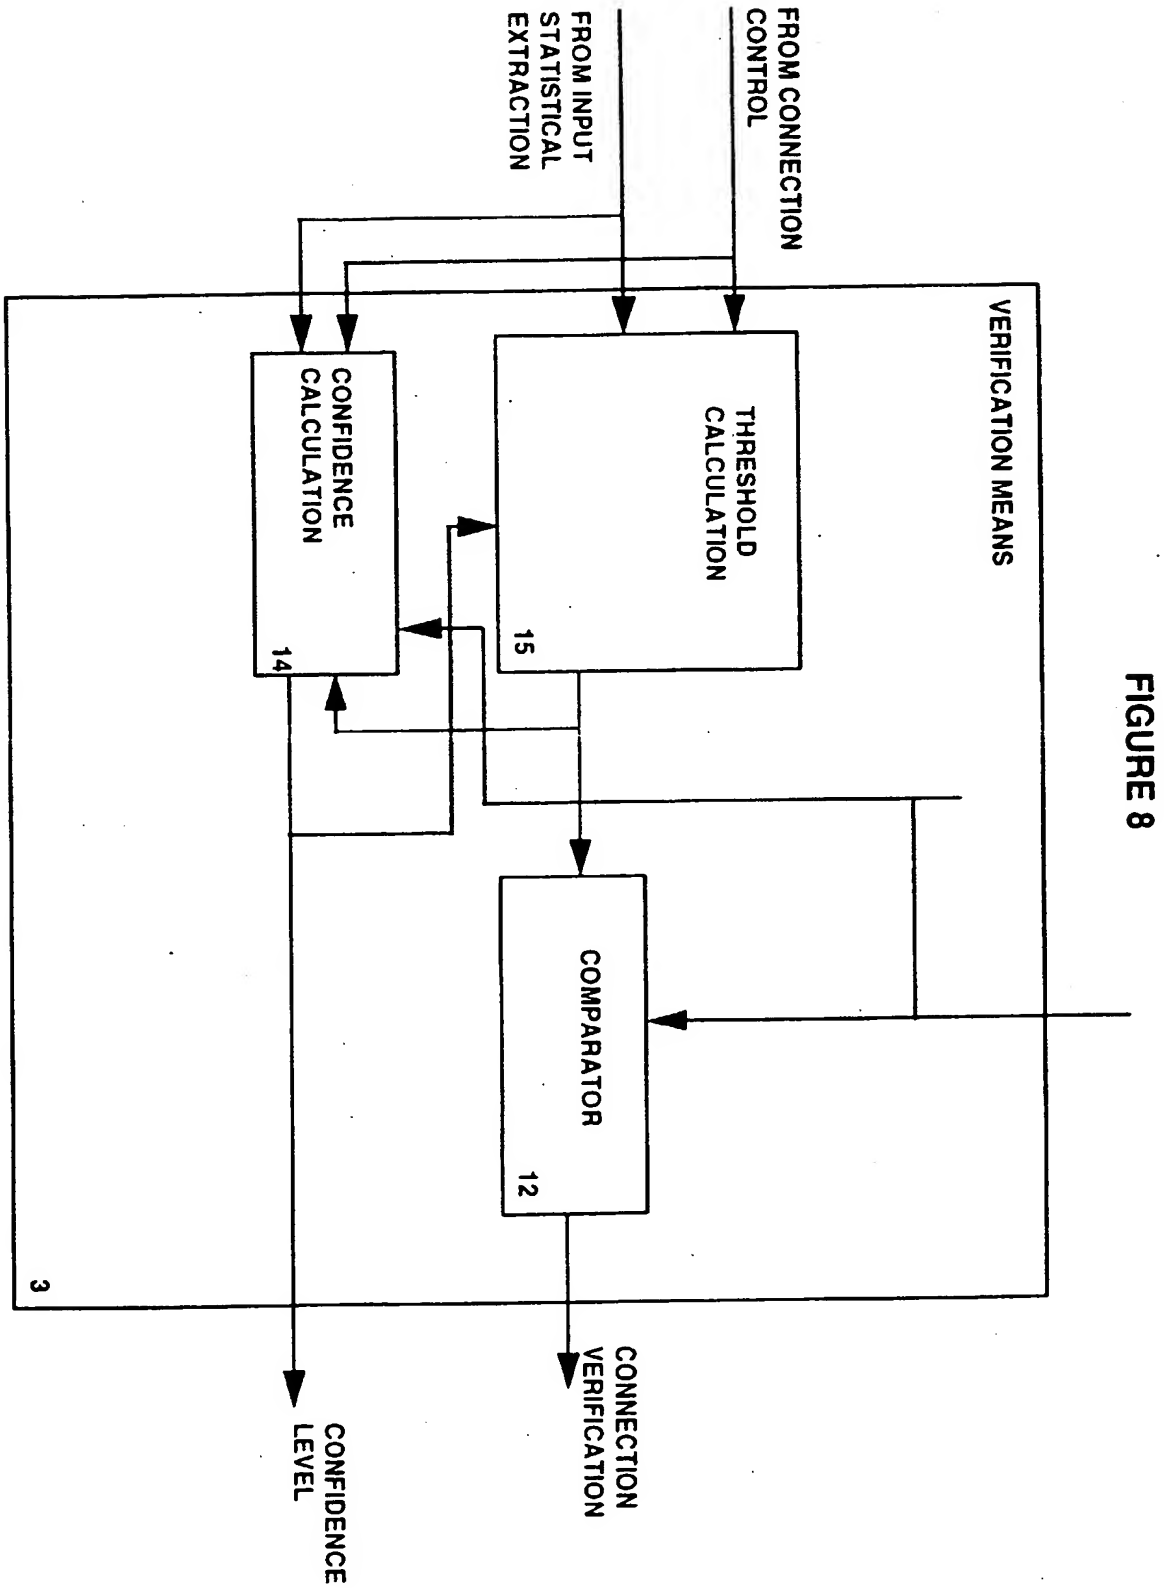 FIGURE 8
VERIFICATION MEANS
FROM CONNECTION
CONTROL
FROM INPUT
STATISTICAL
EXTRACTION
THRESHOLD
CALCULATION
15
COMPARATOR
12
CONNECTION
VERIFICATION
CONFIDENCE
CALCULATION
14
CONFIDENCE
LEVEL
3